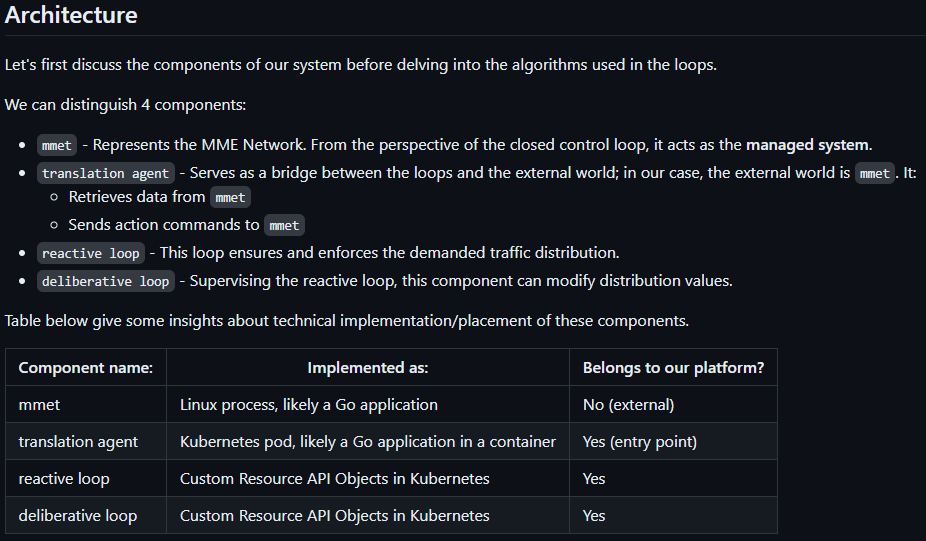 Architecture
Let's first discuss the components of our system before delving into the algorithms used in the loops.
We can distinguish 4 components:
mmet - Represents the MME Network. From the perspective of the closed control loop, it acts as the managed system.
translation agent - Serves as a bridge between the loops and the external world; in our case, the external world is mmet. It:
Retrieves data from mmet
Sends action commands to mmet
reactive loop - This loop ensures and enforces the demanded traffic distribution.
deliberative loop - Supervising the reactive loop, this component can modify distribution values.
Table below give some insights about technical implementation/placement of these components.
Component name: Implemented as: Belongs to our platform?
mmet Linux process, likely a Go application No (external)
translation agent Kubernetes pod, likely a Go application in a container Yes (entry point)
reactive loop Custom Resource API Objects in Kubernetes Yes
deliberative loop Custom Resource API Objects in Kubernetes Yes